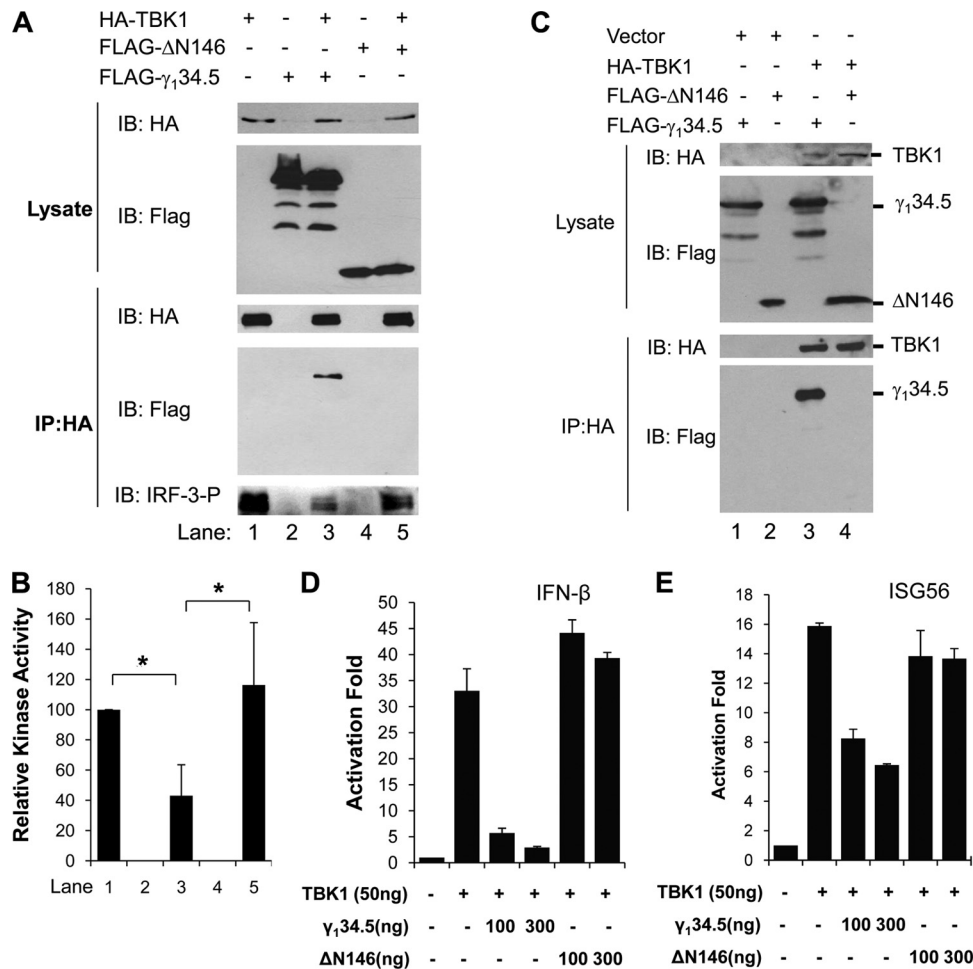 A
HA-TBK1 + - + - +
FLAG-ΔN146 - - - + +
FLAG-γ₁34.5 - + + - -
Lysate
IB: HA
IB: Flag
IP:HA
IB: HA
IB: Flag
IB: IRF-3-P
Lane: 1 2 3 4 5
C
Vector + + - -
HA-TBK1 - - + +
FLAG-ΔN146 - + - +
FLAG-γ₁34.5 + - + -
Lysate
IB: HA
TBK1
γ₁34.5
IB: Flag
ΔN146
IP:HA
IB: HA
TBK1
γ₁34.5
IB: Flag
1 2 3 4
B
Relative Kinase Activity
180
160
140
120
100
80
60
40
20
0
*
*
Lane 1 2 3 4 5
D
IFN-β
Activation Fold
50
45
40
35
30
25
20
15
10
5
0
TBK1 (50ng) - + + + + +
γ₁34.5(ng) - - 100 300 - -
ΔN146(ng) - - - - 100 300
E
ISG56
Activation Fold
18
16
14
12
10
8
6
4
2
0
TBK1 (50ng) - + + + + +
γ₁34.5(ng) - - 100 300 - -
ΔN146(ng) - - - - 100 300